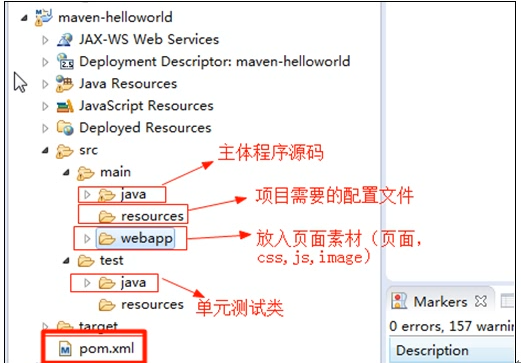 maven-helloworld
JAX-WS Web Services
Deployment Descriptor: maven-helloworld
Java Resources
JavaScript Resources
Deployed Resources
src
主体程序源码
main
java
项目需要的配置文件
resources
webapp
放入页面素材（页面，
css,js,image）
test
java
单元测试类
resources
target
pom.xml
Markers
0 errors, 157 warnin
Description